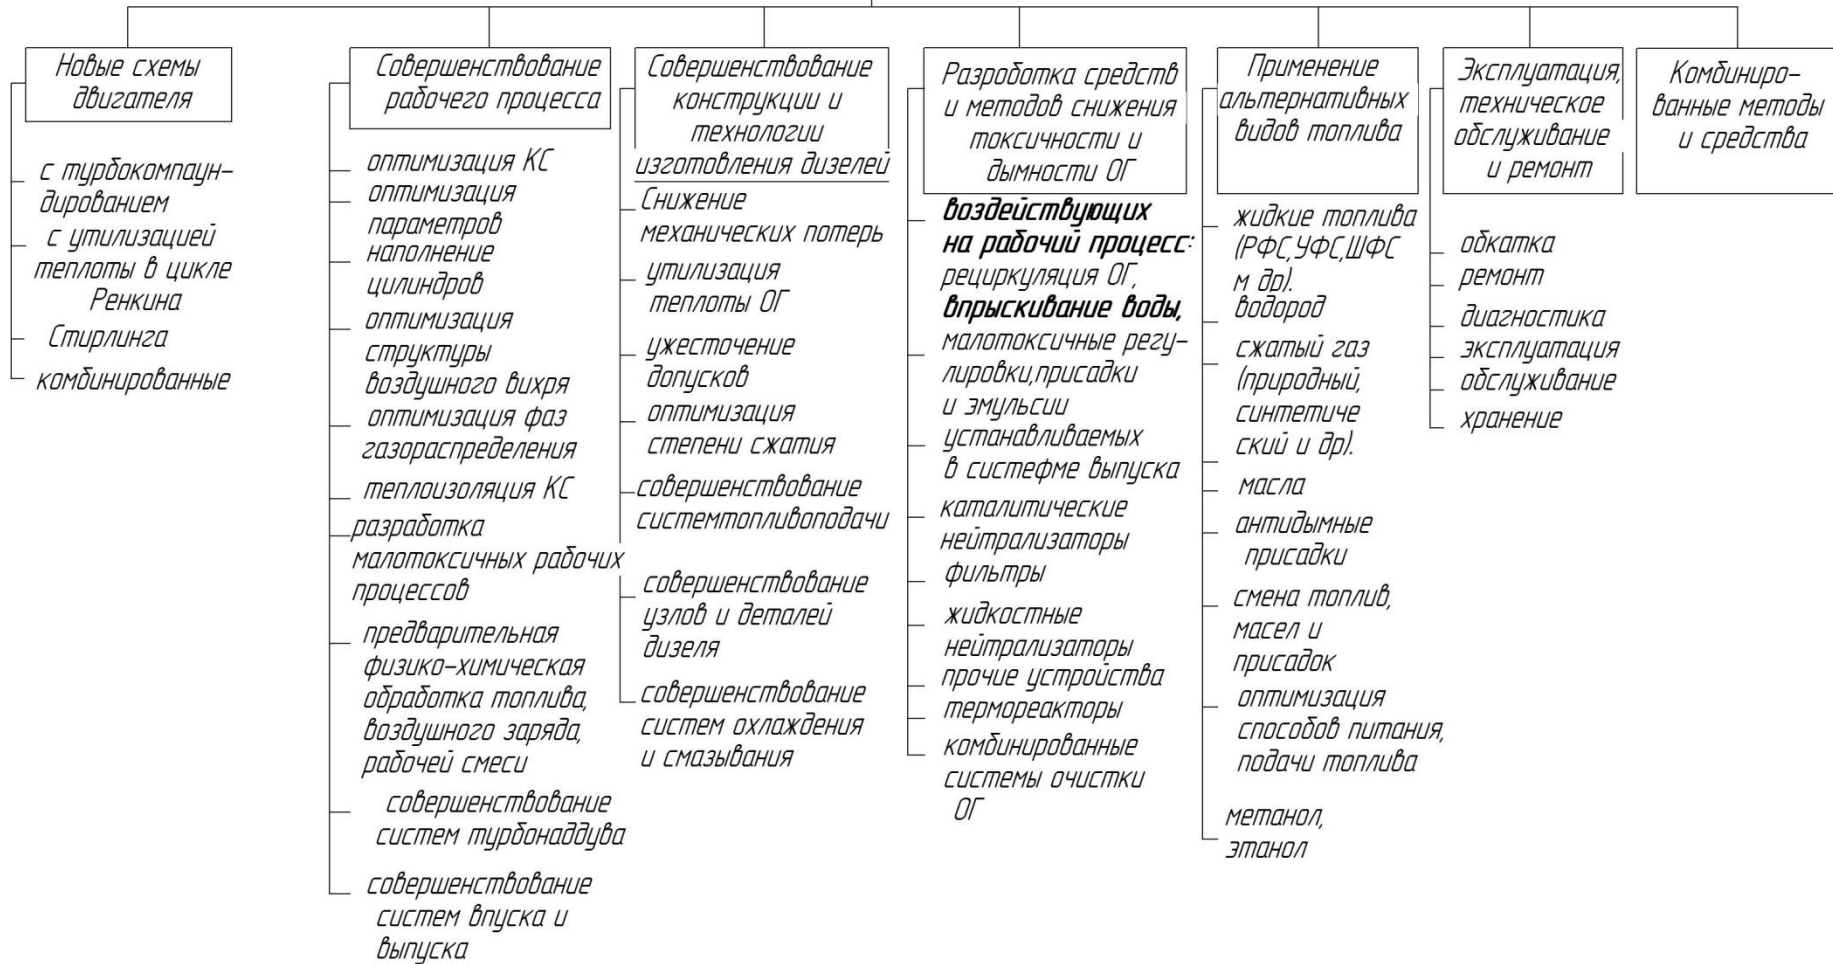 Новые схемы
двигателя
с турбокомпаун-
дированием
с утилизацией
теплоты в цикле
Ренкина
Стирлинга
комбинированные
Совершенствование
рабочего процесса
оптимизация КС
оптимизация
параметров
наполнение
цилиндров
оптимизация
структуры
воздушного вихря
оптимизация фаз
газораспределения
теплоизоляция КС
разработка
малотоксичных рабочих
процессов
предварительная
физико-химическая
обработка топлива,
воздушного заряда,
рабочей смеси
совершенствование
систем турбонаддува
совершенствование
систем впуска и
выпуска
Совершенствование
конструкции и
технологии
изготовления дизелей
Снижение
механических потерь
утилизация
теплоты ОГ
ужесточение
допусков
оптимизация
степени сжатия
совершенствование
системтопливоподачи
совершенствование
узлов и деталей
дизеля
совершенствование
систем охлаждения
и смазывания
Разроботка средств
и методов снижения
токсичности и
дымности ОГ
воздействующих
на рабочий процесс:
рециркуляция ОГ,
впрыскивание воды,
малотоксичные регу-
лировки,присадки
и эмульсии
устанавливаемых
в систефме выпуска
каталитические
нейтрализаторы
фильтры
жидкостные
нейтрализаторы
прочие устройства
термореакторы
комбинированные
системы очистки
ОГ
Применение
альтернативных
видов топлива
жидкие топлива
(РФС,УФС,ШФС
м др).
водород
сжатый газ
(природный,
синтетиче
ский и др).
масла
антидымные
присадки
смена топлив,
масел и
присадок
оптимизация
способов питания,
подачи топлива
метанол,
этанол
Эксплуатация,
техническое
обслуживание
и ремонт
обкатка
ремонт
диагностика
эксплуатация
обслуживание
хранение
Комбиниро-
ванные методы
и средства